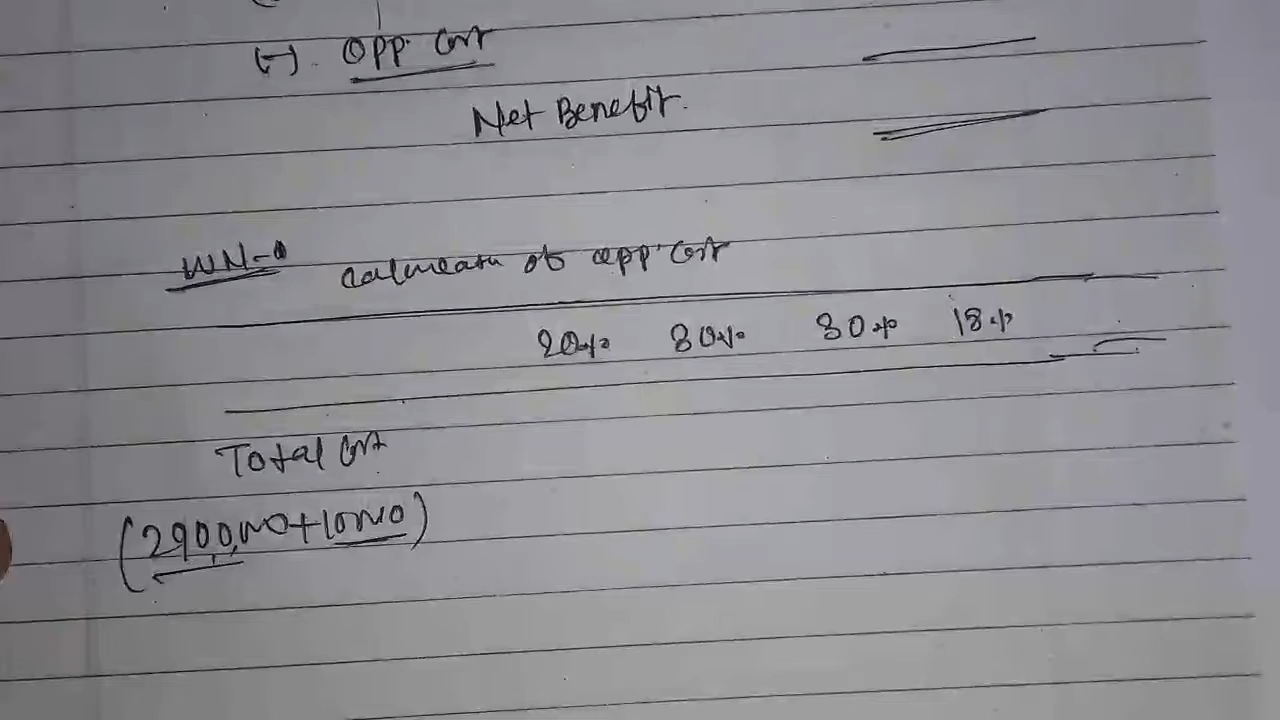 (-). Opp. Cost
Net Benefit.
WN-1 Calculation of opp. Cost
20% 80% 30% 18%
Total Cost
(2900,000+10000)